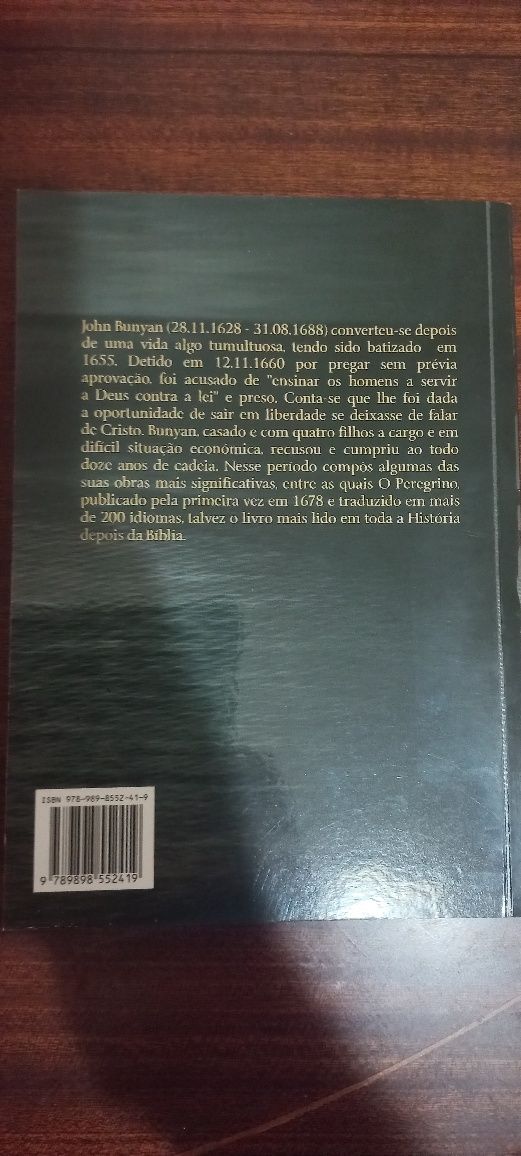 John Bunyan (28.11.1628 - 31.08.1688) converteu-se depois
de uma vida algo tumultuosa, tendo sido batizado em
1655. Detido em 12.11.1660 por pregar sem prévia
aprovação, foi acusado de "ensinar os homens a servir
a Deus contra a lei" e preso. Conta-se que lhe foi dada
a oportunidade de sair em liberdade se deixasse de falar
de Cristo. Bunyan, casado e com quatro filhos a cargo e em
difícil situação económica, recusou e cumpriu ao todo
doze anos de cadeia. Nesse período compôs algumas das
suas obras mais significativas, entre as quais O Peregrino,
publicado pela primeira vez em 1678 e traduzido em mais
de 200 idiomas, talvez o livro mais lido em toda a História
depois da Bíblia.
ISBN 978-989-8552-41-9
9 789898 552419